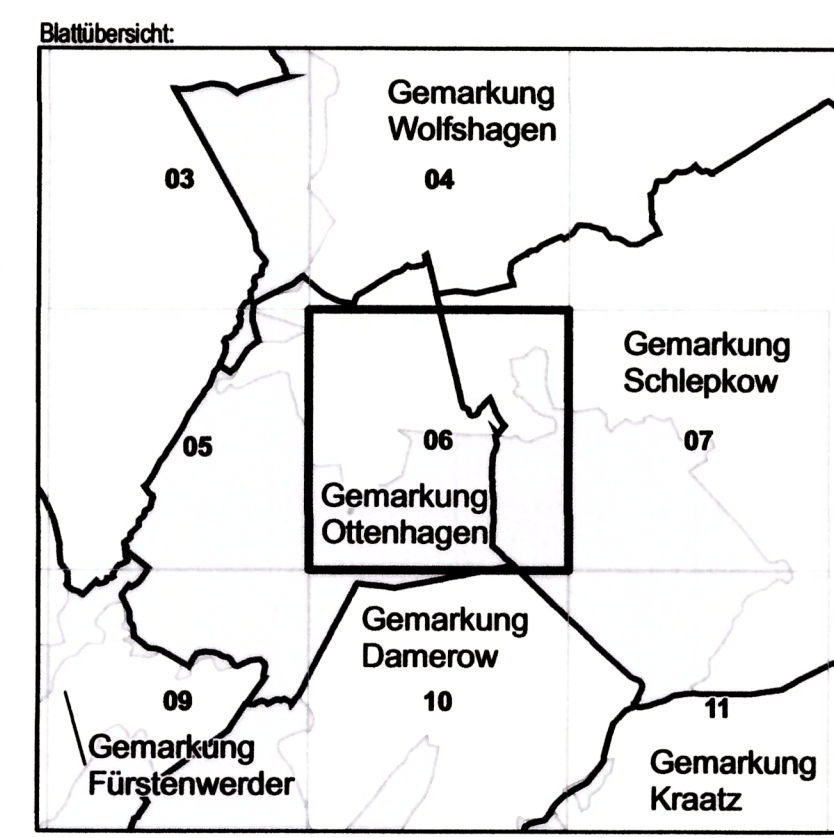 Blattübersicht:
Gemarkung
Wolfshagen
03
04
Gemarkung
Schlepkow
05
06
07
Gemarkung
Ottenhagen
Gemarkung
Damerow
09
10
11
Gemarkung
Fürstenwerder
Gemarkung
Kraatz